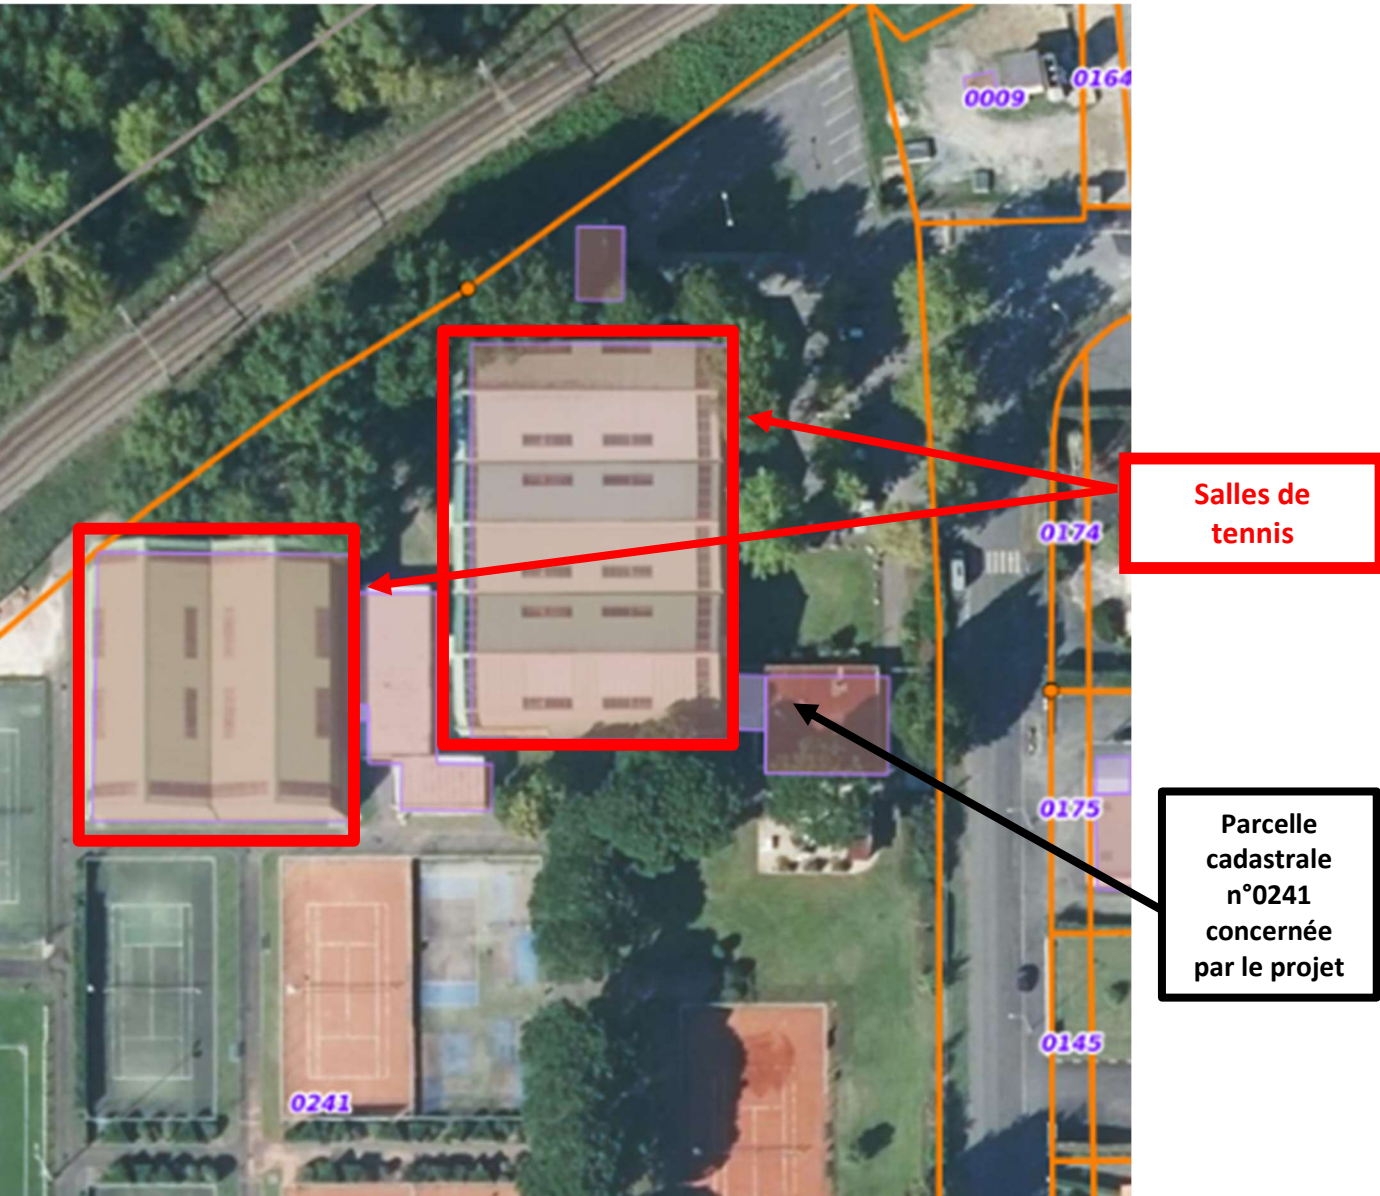 0164
0009
Salles de
tennis
0174
0175
Parcelle
cadastrale
n°0241
concernée
par le projet
0145
0241